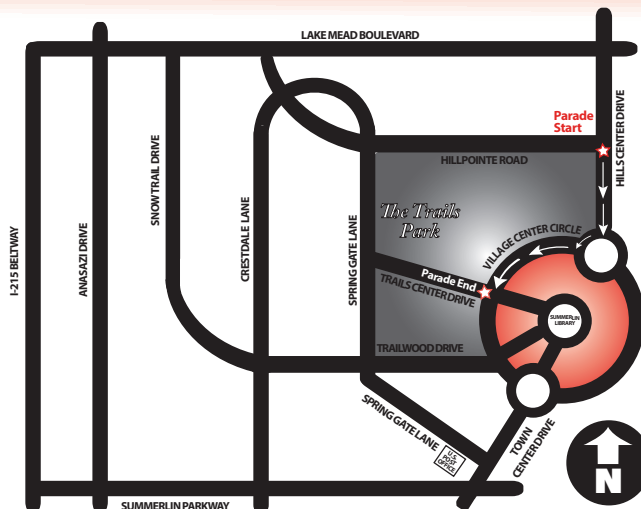 LAKE MEAD BOULEVARD
Parade
Start
HILLS CENTER DRIVE
HILLPOINTE ROAD
SNOW TRAIL DRIVE
CRESTDALE LANE
I-215 BELTWAY
ANASAZI DRIVE
SPRING GATE LANE
The Trails
Park
VILLAGE CENTER CIRCLE
Parade End
TRAILS CENTER DRIVE
SUMMERLIN
LIBRARY
TRAILWOOD DRIVE
SPRING GATE LANE
U.S.
POST
OFFICE
TOWN
CENTER DRIVE
N
SUMMERLIN PARKWAY